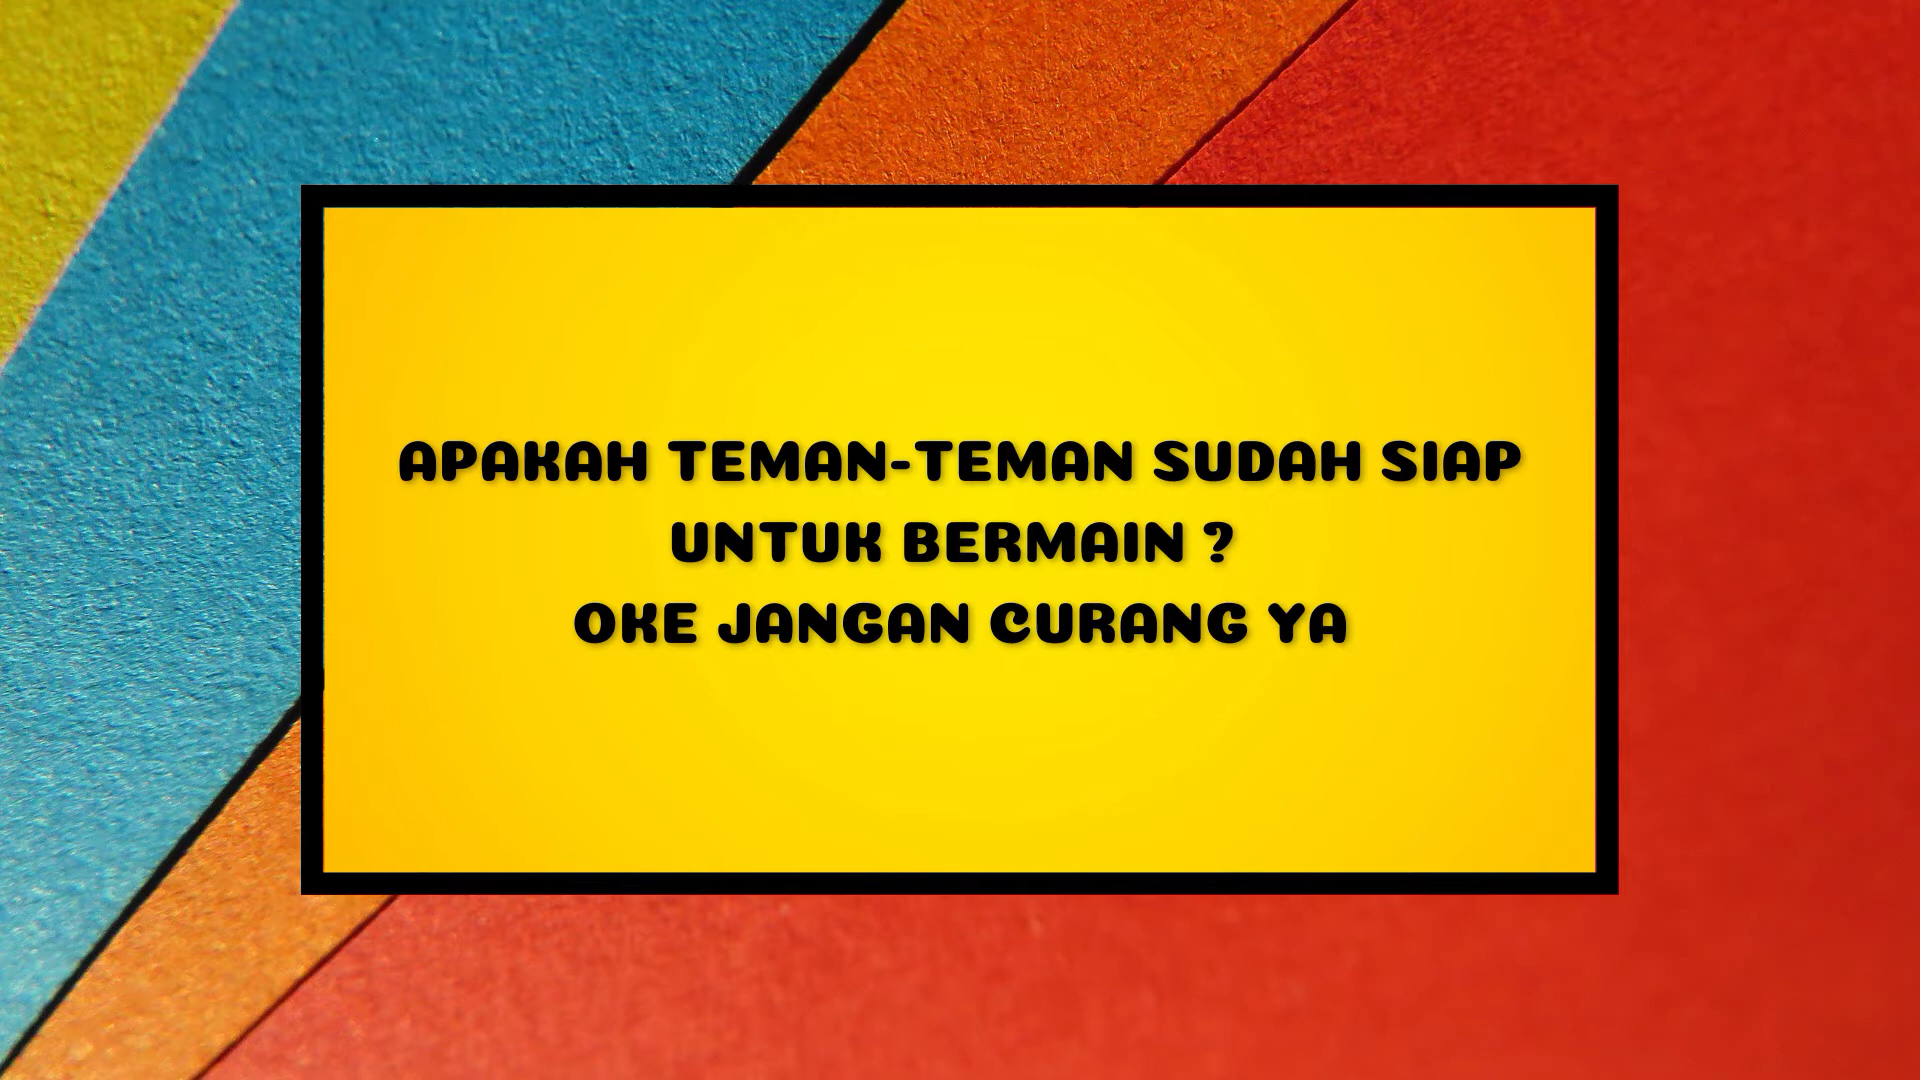 APAKAH TEMAN-TEMAN SUDAH SIAP
UNTUK BERMAIN ?
OKE JANGAN CURANG YA